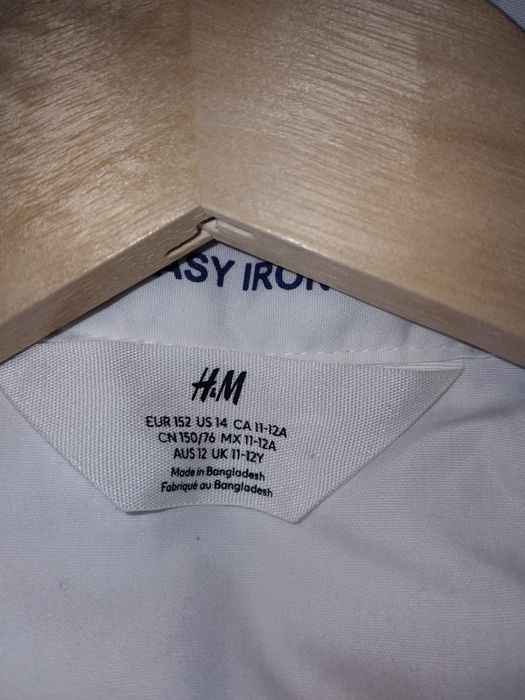 ASY IRON
H&M
EUR 152 US 14 CA 11-12A
CN 150/76 MX 11-12A
AUS 12 UK 11-12Y
Made in Bangladesh
Fabriqué au Bangladesh